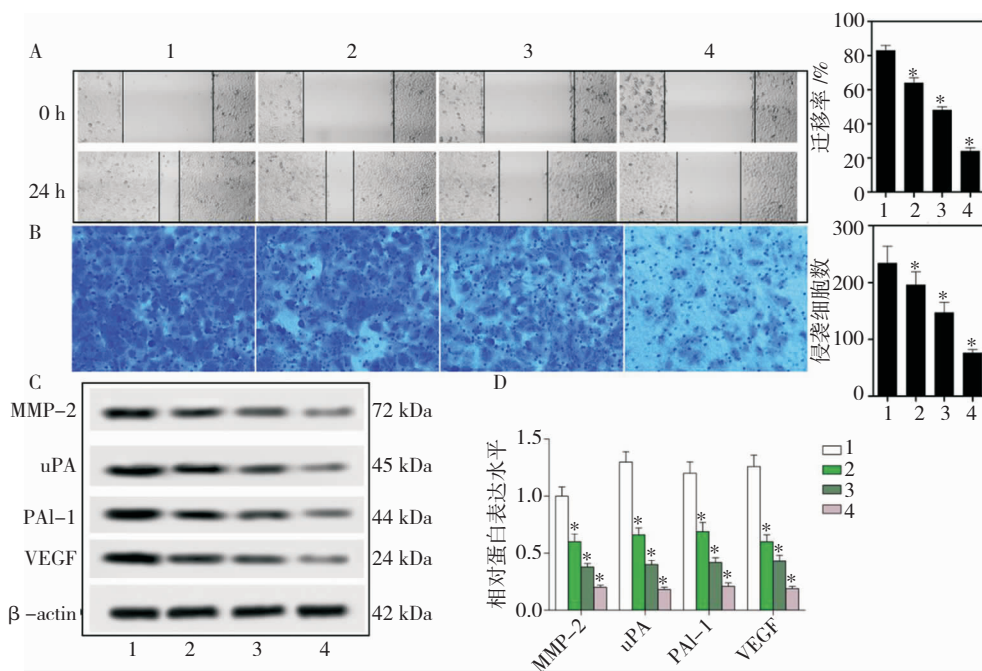 A
1 2 3 4
0 h
24 h
迁移率 /%
100
80
60
40
20
0
* * *
1 2 3 4
B
侵袭细胞数
300
200
100
0
* * *
1 2 3 4
C
MMP-2 72 kDa
uPA 45 kDa
PAl-1 44 kDa
VEGF 24 kDa
β-actin 42 kDa
1 2 3 4
D
相对蛋白表达水平
1.5
1.0
0.5
0.0
* * * * * * * * * * * *
MMP-2 uPA PAl-1 VEGF
1
2
3
4